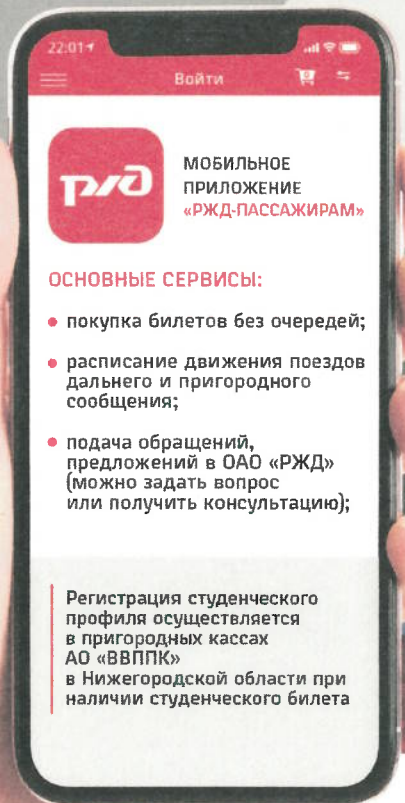 22:01
Войти
0
ржд
МОБИЛЬНОЕ
ПРИЛОЖЕНИЕ
«РЖД-ПАССАЖИРАМ»
ОСНОВНЫЕ СЕРВИСЫ:
• покупка билетов без очередей;
• расписание движения поездов
дальнего и пригородного
сообщения;
• подача обращений,
предложений в ОАО «РЖД»
(можно задать вопрос
или получить консультацию);
Регистрация студенческого
профиля осуществляется
в пригородных кассах
АО «ВВППК»
в Нижегородской области при
наличии студенческого билета